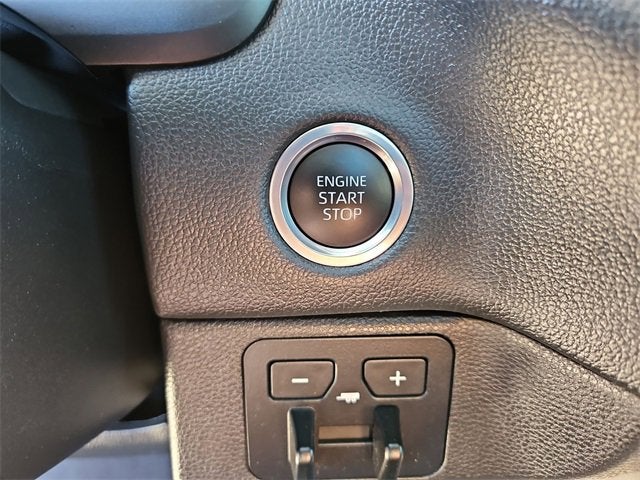 ENGINE
START
STOP
- +